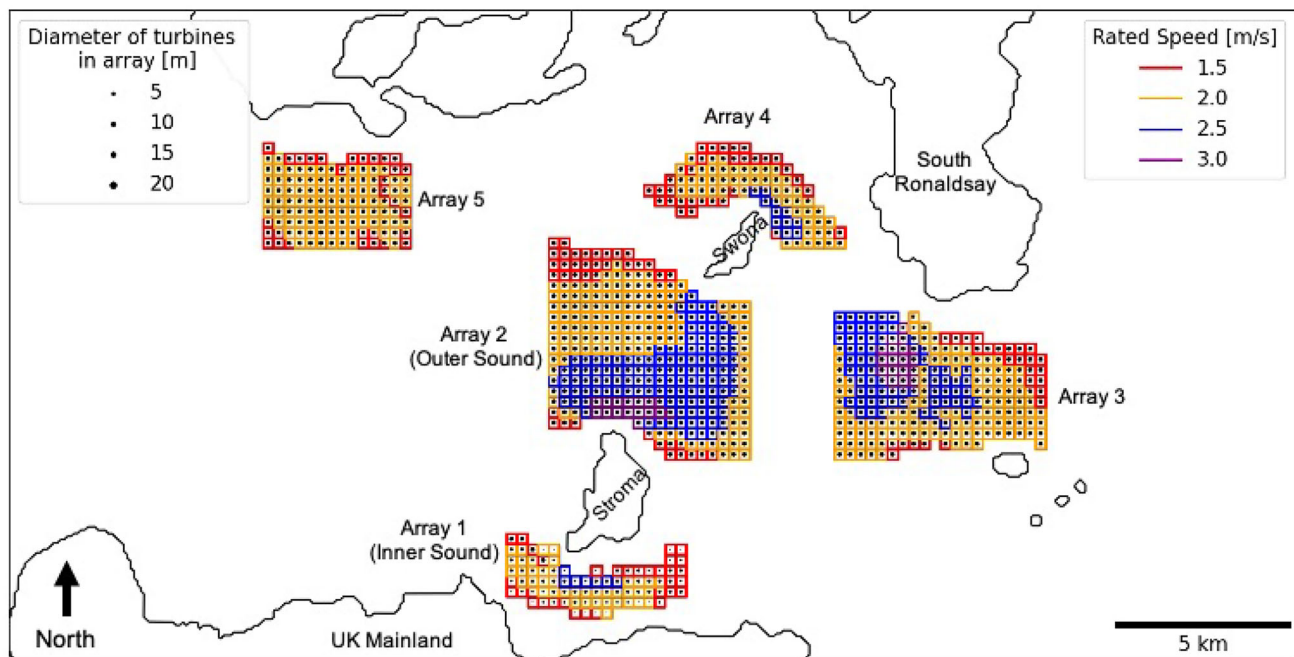 Diameter of turbines
in array [m]
5
10
15
20
Rated Speed [m/s]
1.5
2.0
2.5
3.0
Array 4
South
Ronaldsay
Array 5
Swona
Array 2
(Outer Sound)
Array 3
Stroma
Array 1
(Inner Sound)
North
UK Mainland
5 km